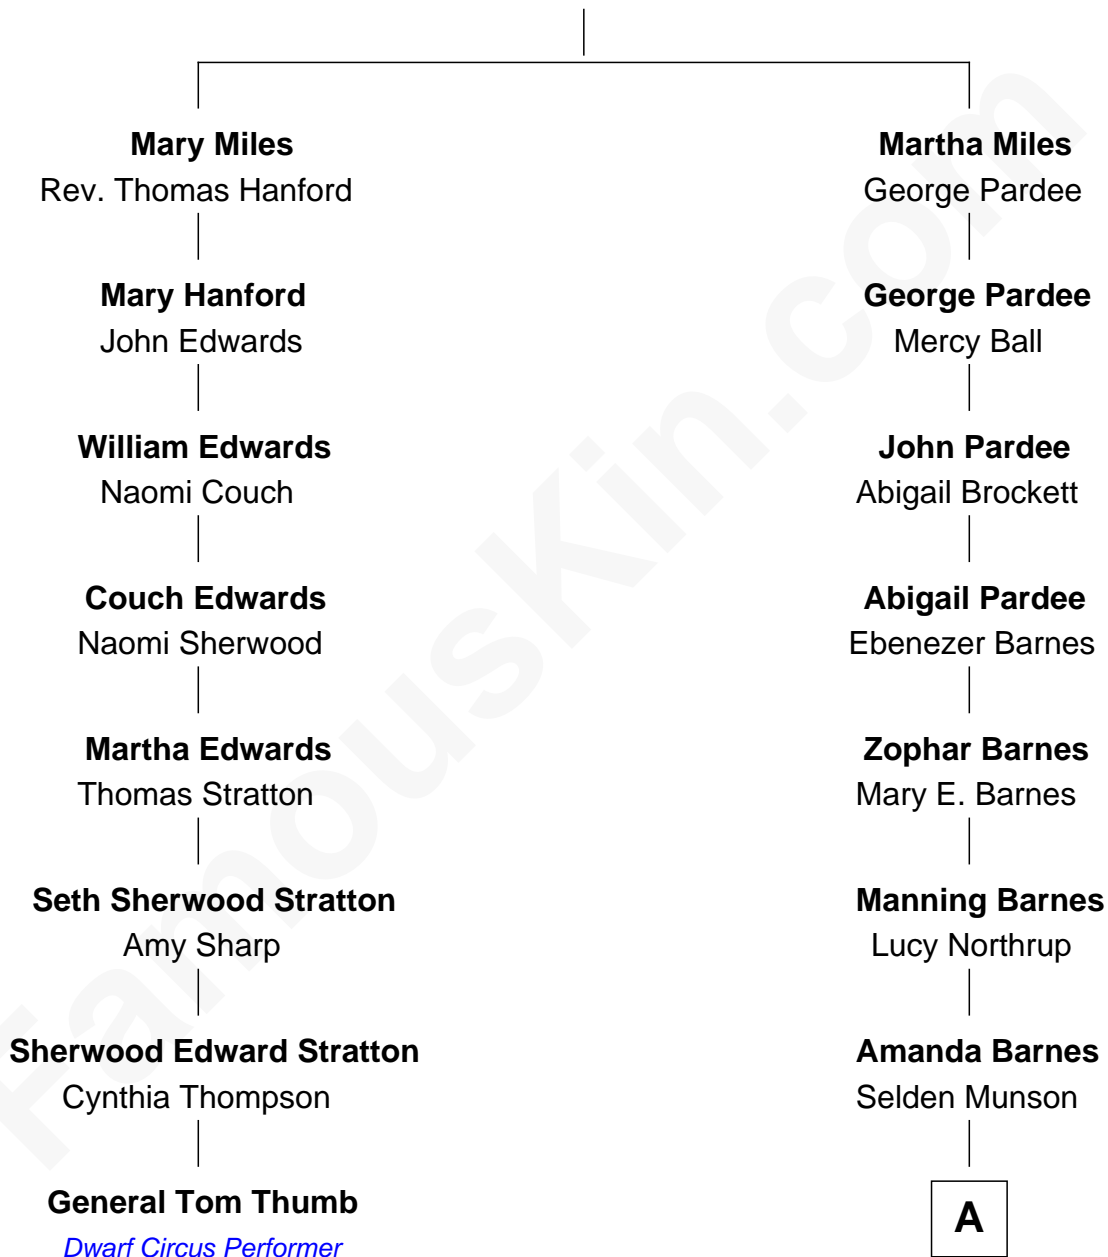 Mary Miles
Rev. Thomas Hanford
Mary Hanford
John Edwards
William Edwards
Naomi Couch
Couch Edwards
Naomi Sherwood
Martha Edwards
Thomas Stratton
Seth Sherwood Stratton
Amy Sharp
Sherwood Edward Stratton
Cynthia Thompson
General Tom Thumb
Dwarf Circus Performer
Martha Miles
George Pardee
George Pardee
Mercy Ball
John Pardee
Abigail Brockett
Abigail Pardee
Ebenezer Barnes
Zophar Barnes
Mary E. Barnes
Manning Barnes
Lucy Northrup
Amanda Barnes
Selden Munson
A
FamousKin.com